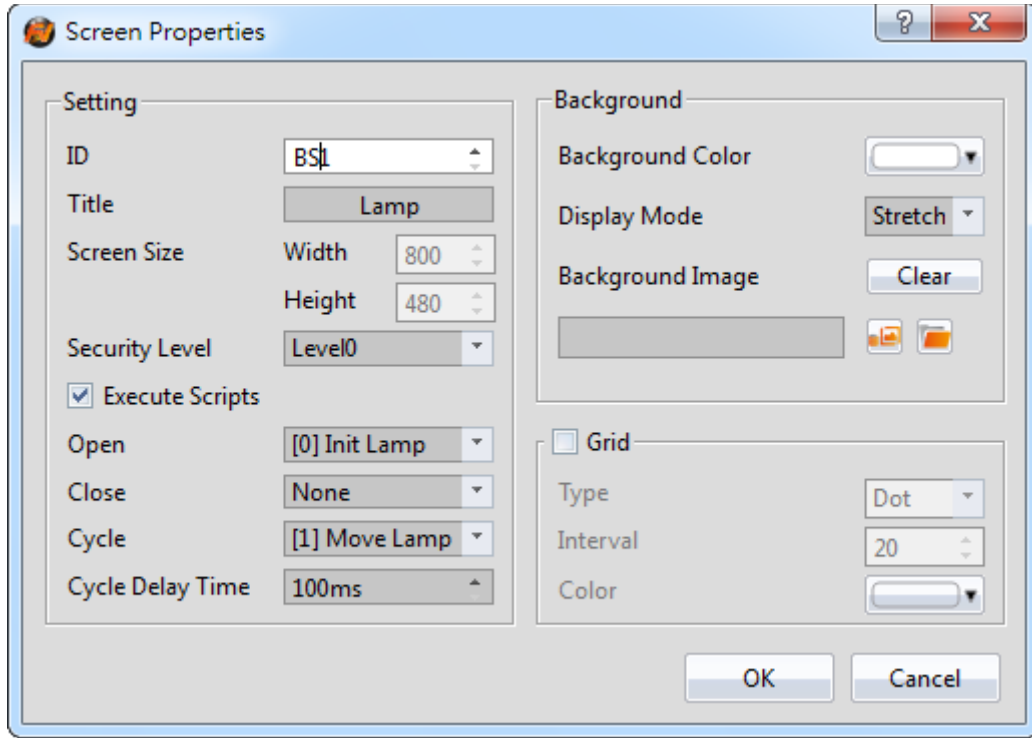 Screen Properties
?
Setting
ID BS1
Title Lamp
Screen Size Width 800
Height 480
Security Level Level0
Execute Scripts
Open [0] Init Lamp
Close None
Cycle [1] Move Lamp
Cycle Delay Time 100ms
Background
Background Color
Display Mode Stretch
Background Image Clear
Grid
Type Dot
Interval 20
Color
OK Cancel